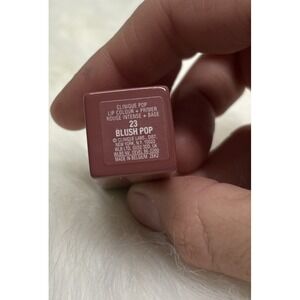 CLINIQUE POP
LIP COLOUR + PRIMER
ROUGE INTENSE + BASE
23
BLUSH POP
© CLINIQUE LABS., DIST.
NEW YORK, N.Y. 10022
MADE IN BELGIUM